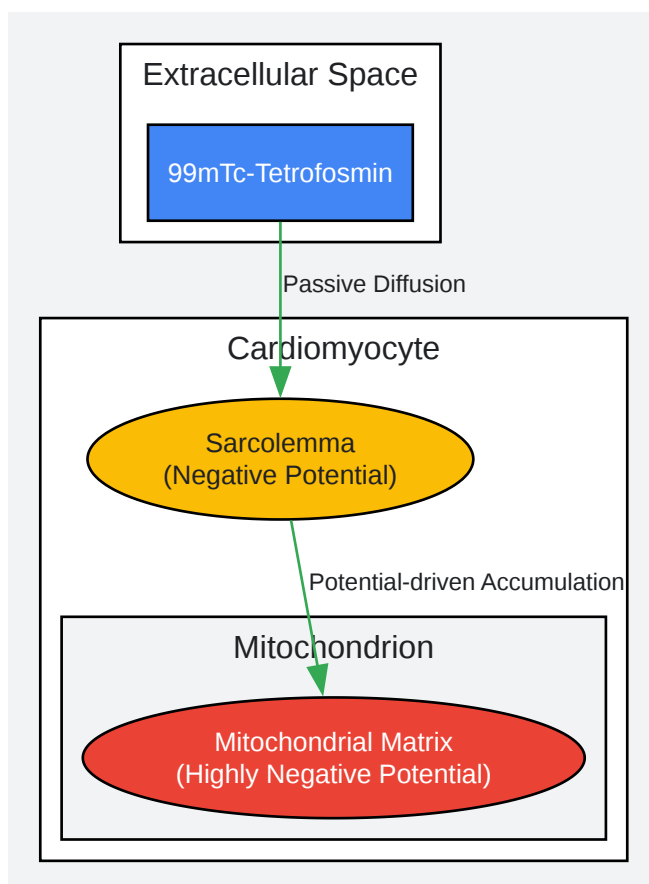 Extracellular Space
99mTc-Tetrofosmin
Passive Diffusion
Cardiomyocyte
Sarcolemma
(Negative Potential)
Potential-driven Accumulation
Mitochondrion
Mitochondrial Matrix
(Highly Negative Potential)